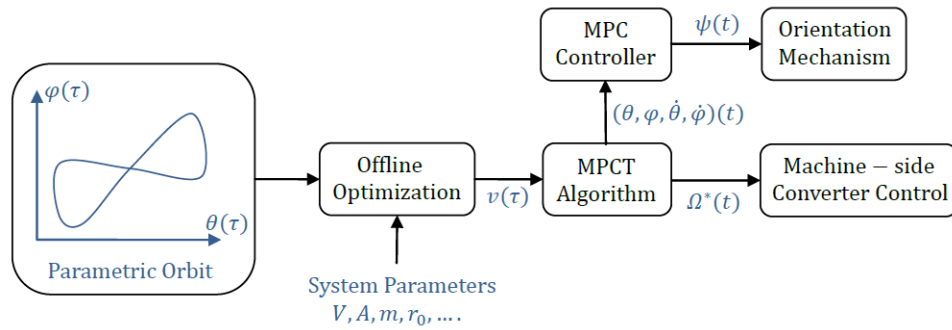 φ(τ)
θ(τ)
Parametric Orbit
Offline
Optimization
System Parameters
V, A, m, r₀, … .
v(τ)
MPCT
Algorithm
(θ, φ, θ̇, φ̇)(t)
MPC
Controller
ψ(t)
Orientation
Mechanism
Ω*(t)
Machine − side
Converter Control